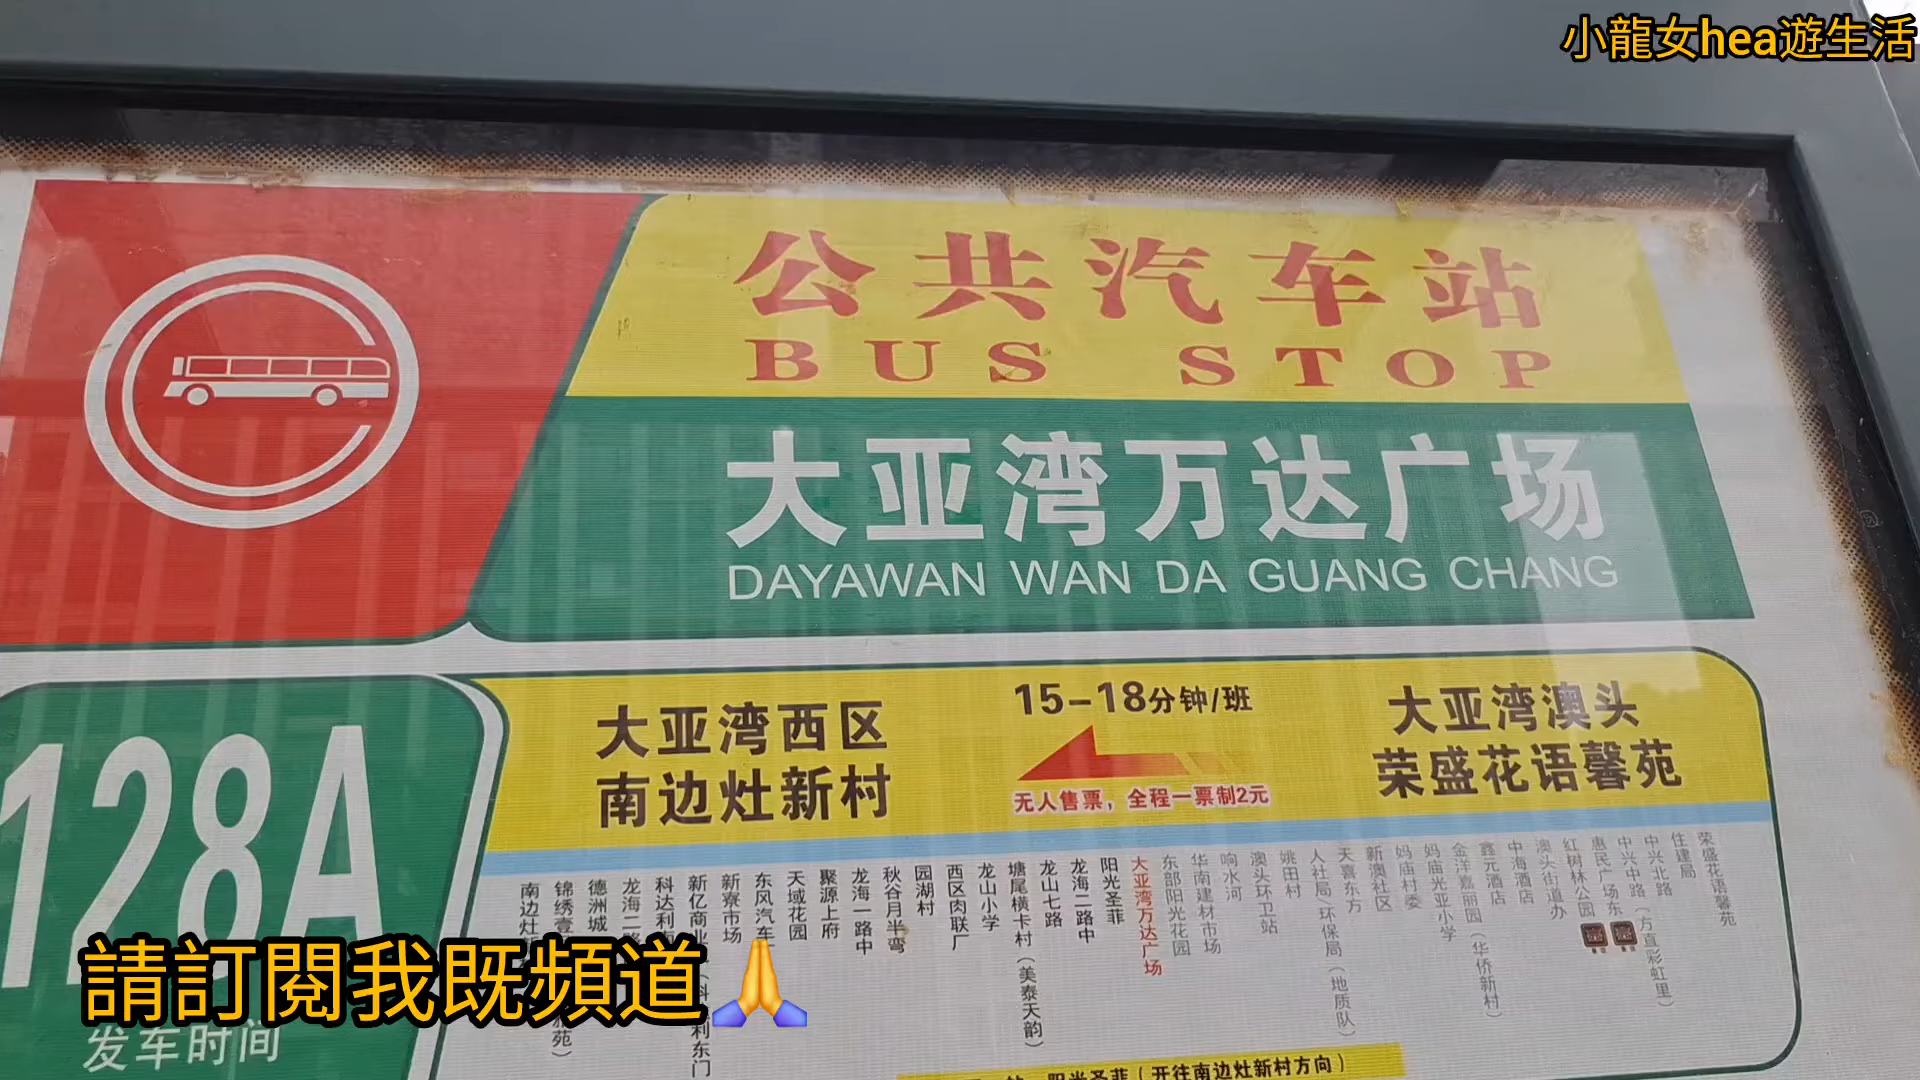 小龍女hea遊生活
公共汽车站
BUS STOP
大亚湾万达广场
DAYAWAN WAN DA GUANG CHANG
128A
大亚湾西区
南边灶新村
15-18分钟/班
无人售票，全程一票制2元
大亚湾澳头
荣盛花语馨苑
南边灶
锦绣壹
德洲城
龙海二
科达利
新亿商业
利东门
新寮市场
东风汽车
天域花园
聚源上府
龙海一路中
秋谷月半弯
园湖村
西区肉联厂
龙山小学
塘尾横卡村（美泰天韵）
龙山七路
龙海二路中
阳光圣菲
大亚湾万达广场
东部阳光花园
华南建材市场
响水河
澳头环卫站
姚田村
人社局/环保局（地质队）
天喜东方
新澳社区
妈庙村委
妈庙光亚小学
金洋嘉丽园（华侨新村）
鑫元酒店
中海酒店
澳头街道办
红树林公园
惠民广场东
中兴中路（方直彩虹里）
中兴北路
住建局
荣盛花语馨苑
請訂閱我既頻道🙏
发车时间
阳光圣菲（开往南边灶新村方向）